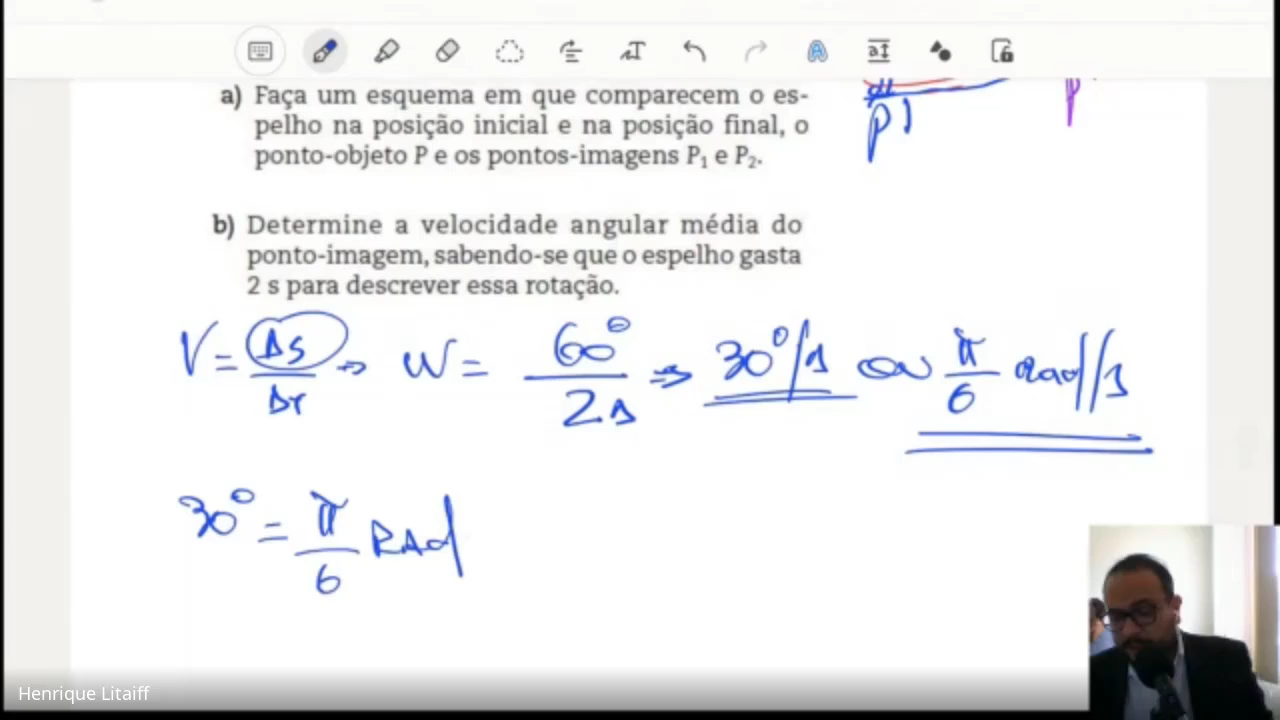 a) Faça um esquema em que comparecem o es-
pelho na posição inicial e na posição final, o
ponto-objeto P e os pontos-imagens P₁ e P₂.
P1
P
b) Determine a velocidade angular média do
ponto-imagem, sabendo-se que o espelho gasta
2 s para descrever essa rotação.
V = Δs/Δt → W = 60°/2s ⇒ 30°/s ou π/6 rad/s
30° = π/6 RAd
Henrique Litaiff